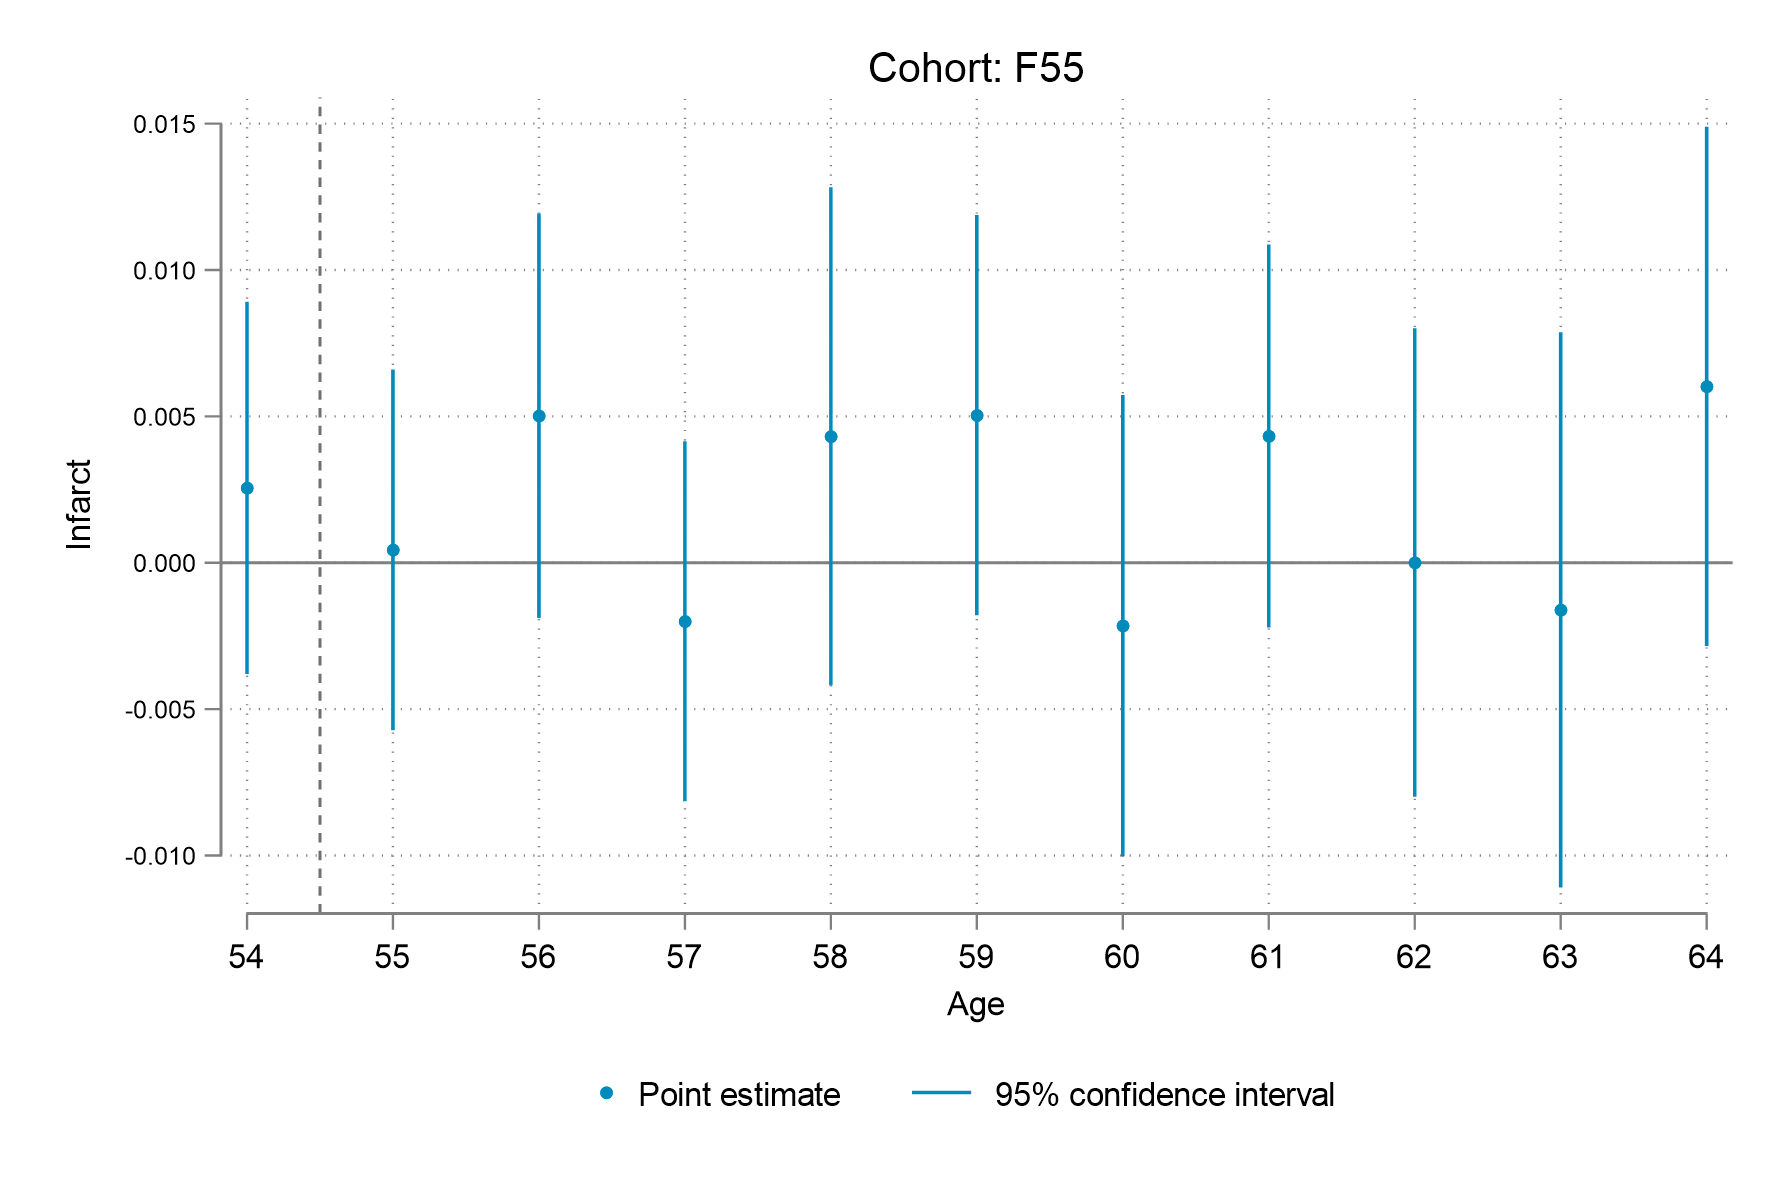 Cohort: F55
0.015
0.010
0.005
0.000
-0.005
-0.010
Infarct
54 55 56 57 58 59 60 61 62 63 64
Age
Point estimate 95% confidence interval